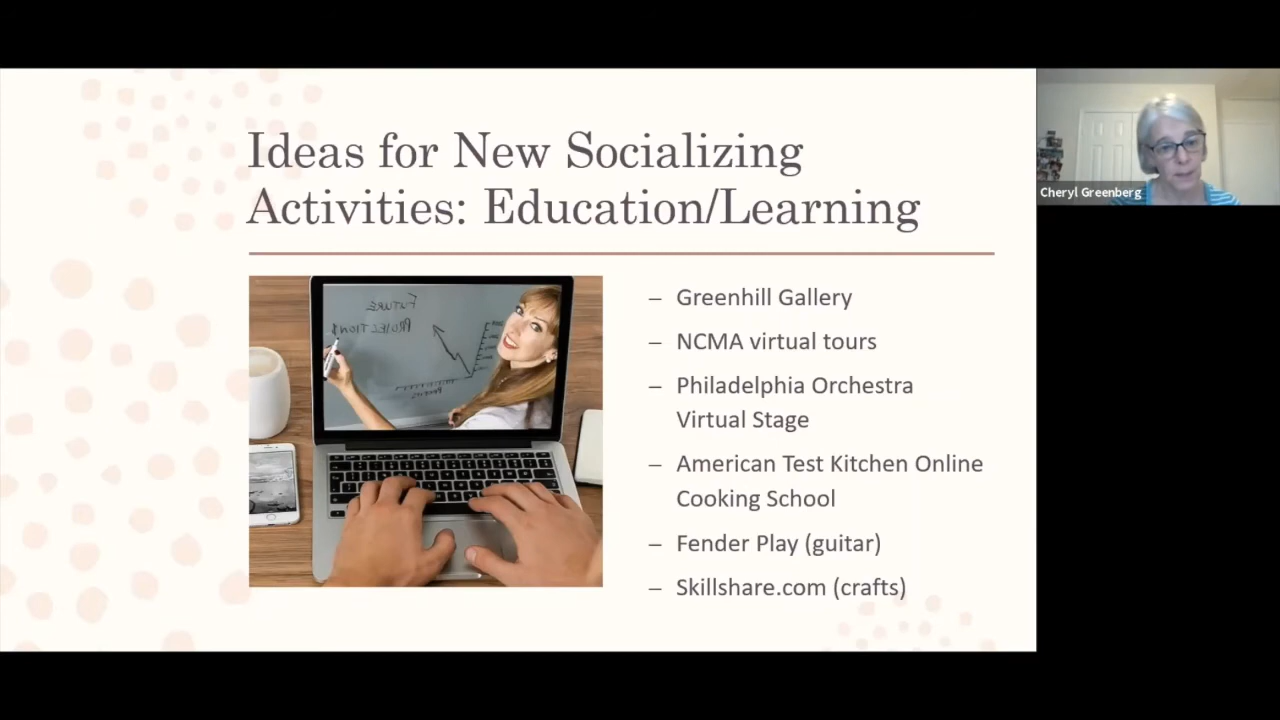 Ideas for New Socializing
Activities: Education/Learning
FUTURE
PROJECTIONS
– Greenhill Gallery
– NCMA virtual tours
– Philadelphia Orchestra
Virtual Stage
– American Test Kitchen Online
Cooking School
– Fender Play (guitar)
– Skillshare.com (crafts)
Cheryl Greenberg